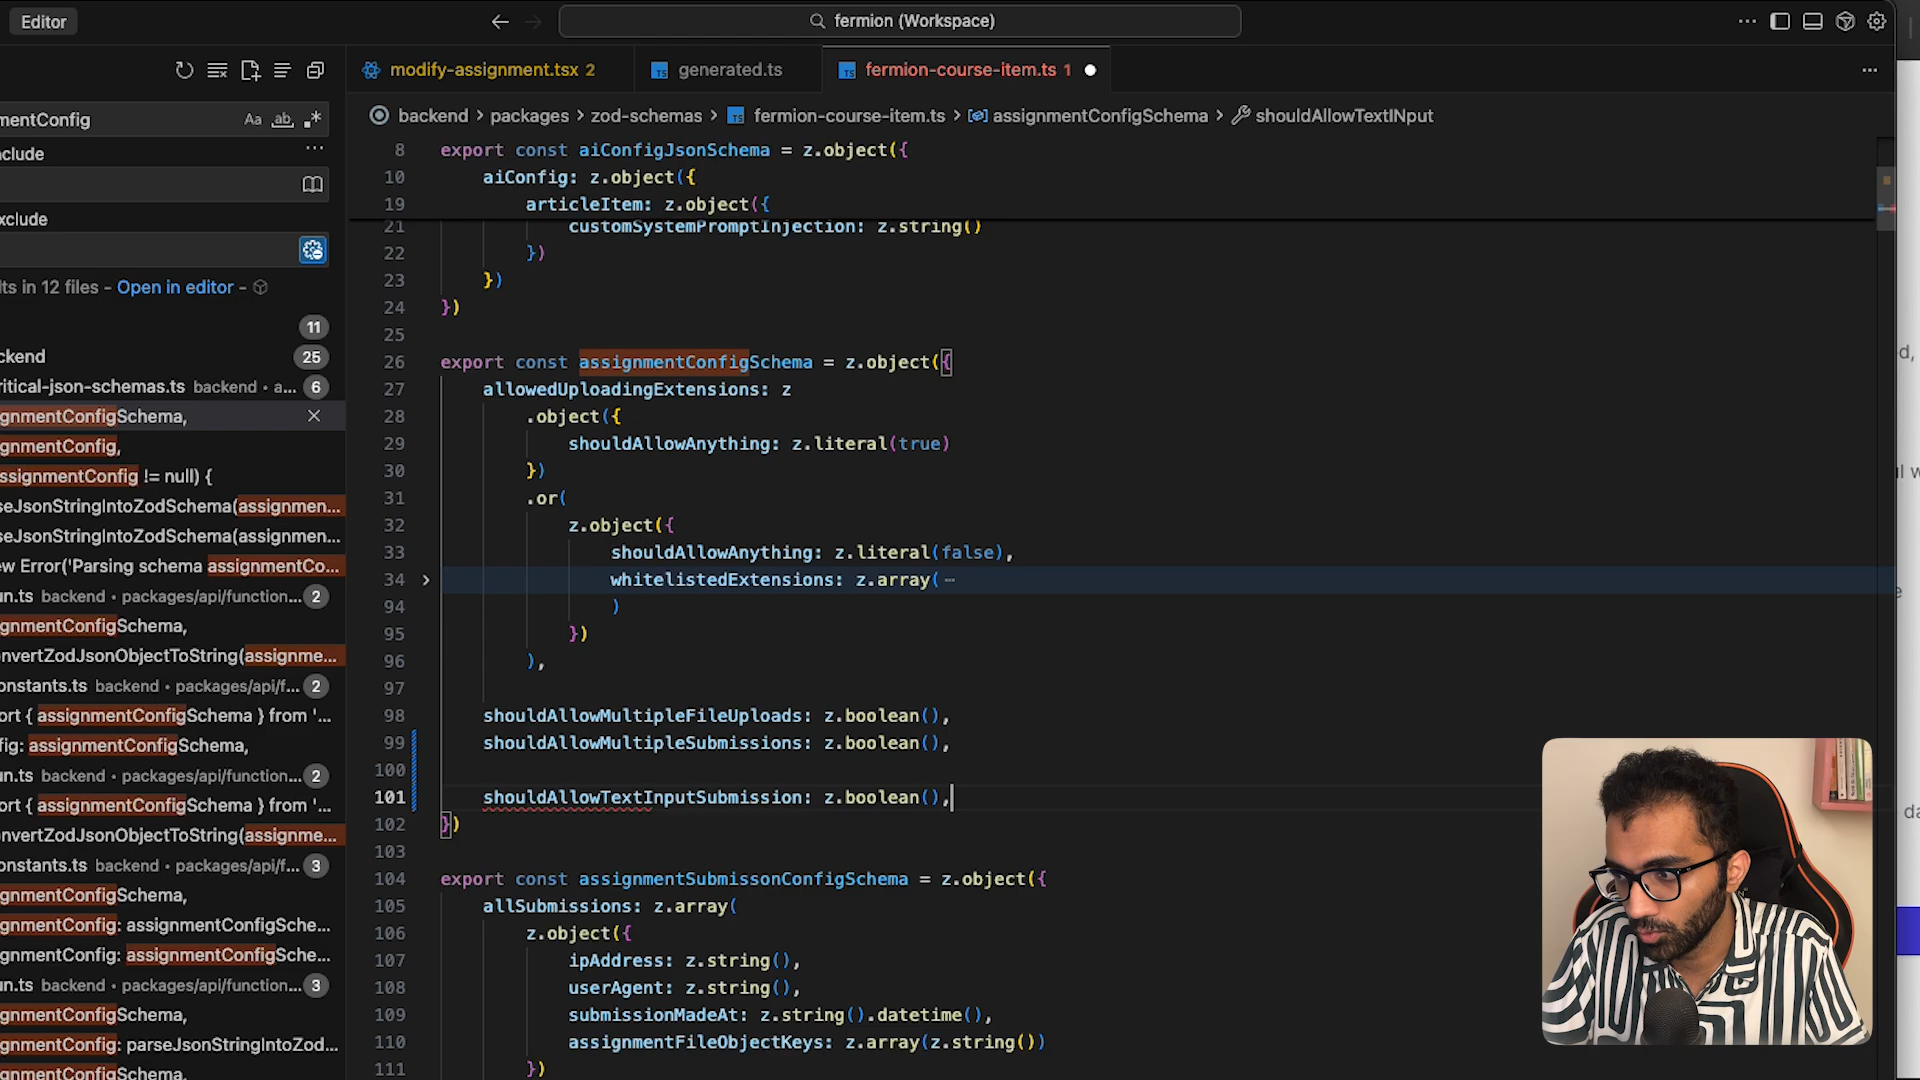 Editor
fermion (Workspace)
modify-assignment.tsx 2
generated.ts
fermion-course-item.ts 1
backend > packages > zod-schemas > fermion-course-item.ts > assignmentConfigSchema > shouldAllowTextINput
mentConfig
Aa ab
clude
xclude
lts in 12 files - Open in editor -
11
ckend 25
ritical-json-schemas.ts backend • a... 6
gnmentConfigSchema,
gnmentConfig,
ssignmentConfig != null) {
seJsonStringIntoZodSchema(assignmen...
seJsonStringIntoZodSchema(assignmen...
ew Error('Parsing schema assignmentCo...
un.ts backend • packages/api/function... 2
gnmentConfigSchema,
nvertZodJsonObjectToString(assignme...
onstants.ts backend • packages/api/f... 2
ort { assignmentConfigSchema } from '...
fig: assignmentConfigSchema,
un.ts backend • packages/api/function... 2
ort { assignmentConfigSchema } from '...
nvertZodJsonObjectToString(assignme...
onstants.ts backend • packages/api/f... 3
gnmentConfigSchema,
gnmentConfig: assignmentConfigSche...
gnmentConfig: assignmentConfigSche...
un.ts backend • packages/api/function... 3
gnmentConfigSchema,
gnmentConfig: parseJsonStringIntoZod...
gnmentConfigSchema,
8 export const aiConfigJsonSchema = z.object({
10 aiConfig: z.object({
19 articleItem: z.object({
21 customSystemPromptInjection: z.string()
22 })
23 })
24 })
25
26 export const assignmentConfigSchema = z.object({
27 allowedUploadingExtensions: z
28 .object({
29 shouldAllowAnything: z.literal(true)
30 })
31 .or(
32 z.object({
33 shouldAllowAnything: z.literal(false),
34 whitelistedExtensions: z.array( ⋯
94 )
95 })
96 ),
97
98 shouldAllowMultipleFileUploads: z.boolean(),
99 shouldAllowMultipleSubmissions: z.boolean(),
100
101 shouldAllowTextInputSubmission: z.boolean(),
102 })
103
104 export const assignmentSubmissonConfigSchema = z.object({
105 allSubmissions: z.array(
106 z.object({
107 ipAddress: z.string(),
108 userAgent: z.string(),
109 submissionMadeAt: z.string().datetime(),
110 assignmentFileObjectKeys: z.array(z.string())
111 })